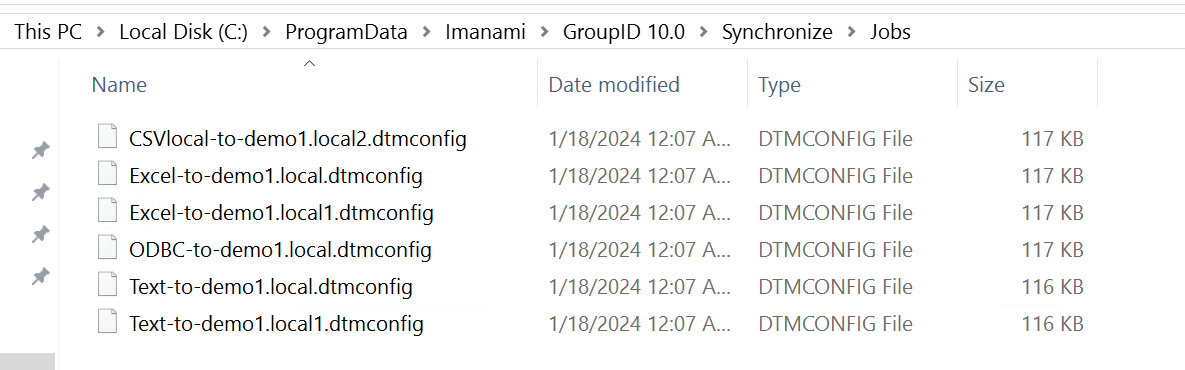 This PC > Local Disk (C:) > ProgramData > Imanami > GroupID 10.0 > Synchronize > Jobs
Name Date modified Type Size
CSVlocal-to-demo1.local2.dtmconfig 1/18/2024 12:07 A... DTMCONFIG File 117 KB
Excel-to-demo1.local.dtmconfig 1/18/2024 12:07 A... DTMCONFIG File 117 KB
Excel-to-demo1.local1.dtmconfig 1/18/2024 12:07 A... DTMCONFIG File 117 KB
ODBC-to-demo1.local.dtmconfig 1/18/2024 12:07 A... DTMCONFIG File 117 KB
Text-to-demo1.local.dtmconfig 1/18/2024 12:07 A... DTMCONFIG File 116 KB
Text-to-demo1.local1.dtmconfig 1/18/2024 12:07 A... DTMCONFIG File 116 KB